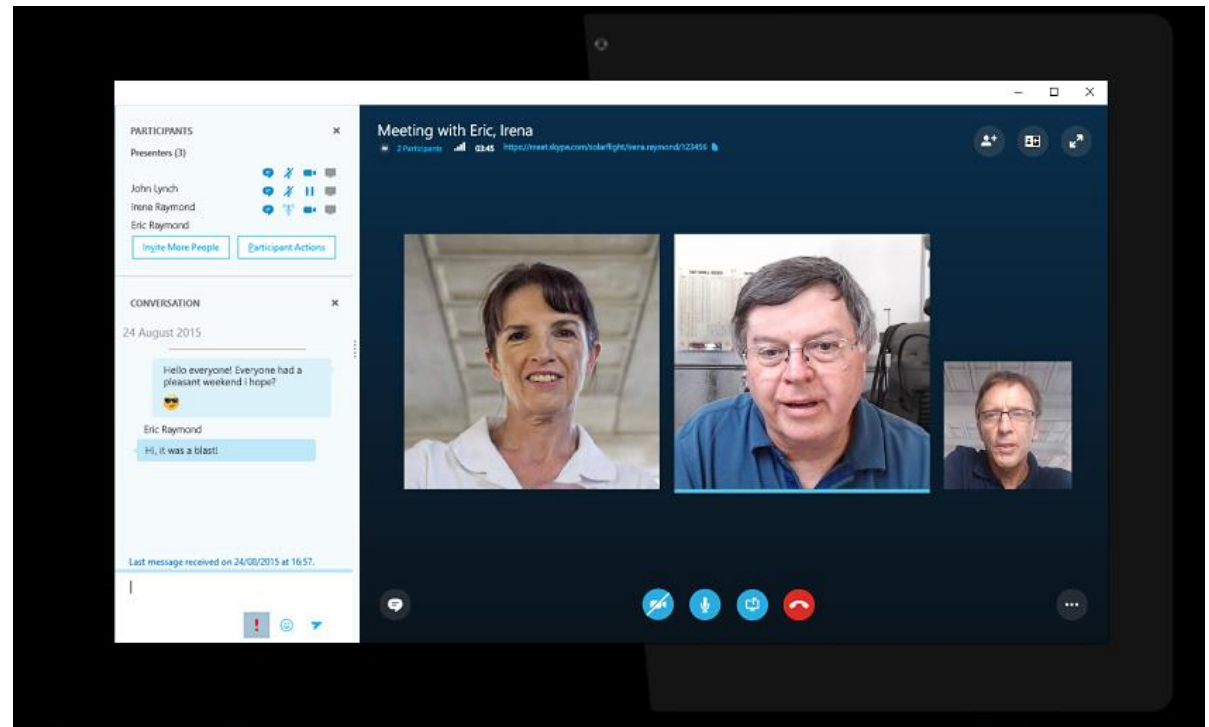 PARTICIPANTS
Presenters (3)
John Lynch
Irene Raymond
Eric Raymond
Invite More People
Participant Actions
CONVERSATION
24 August 2015
Hello everyone! Everyone had a
pleasant weekend i hope?
Eric Raymond
Hi, it was a blast!
Last message received on 24/08/2015 at 16:57.
Meeting with Eric, Irena
2 Participants 03:45 https://meet.skype.com/solarflight/irena.raymond/123456